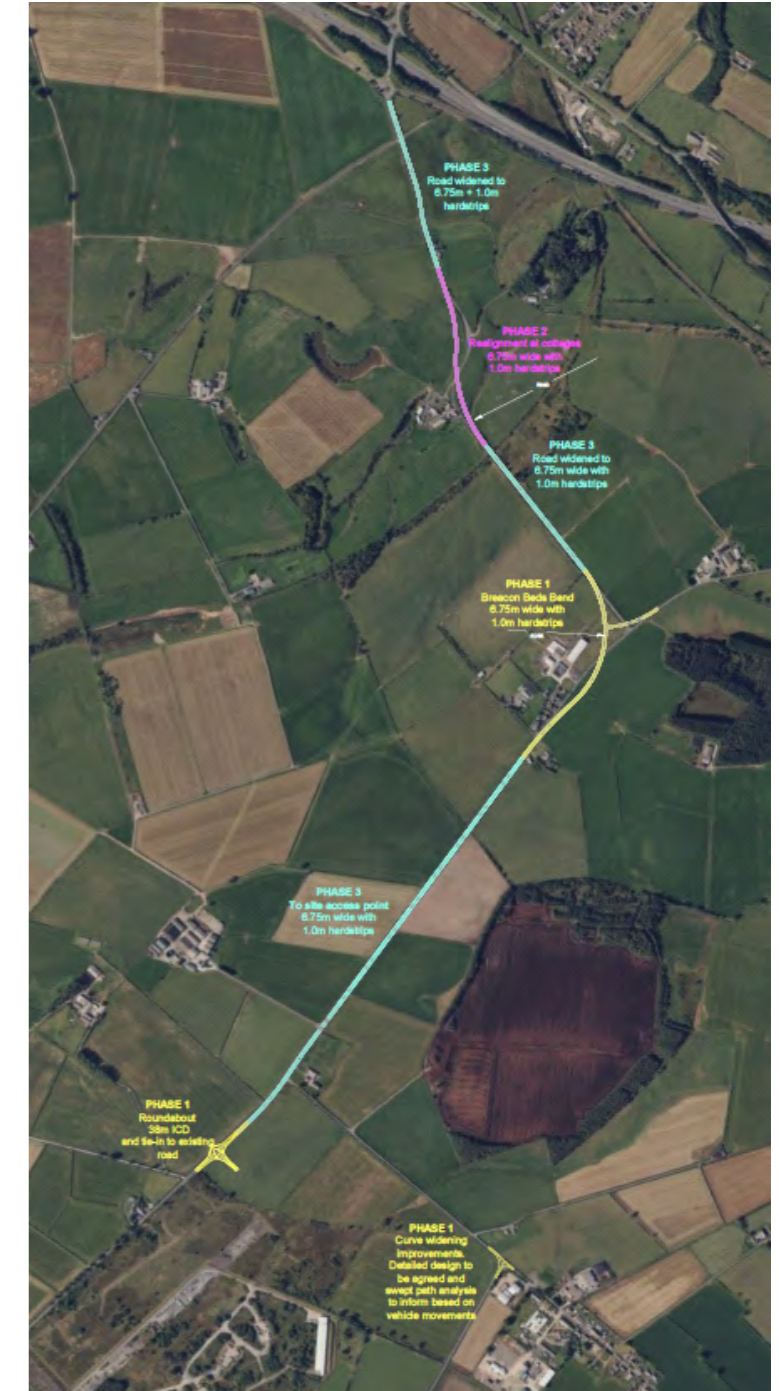 PHASE 3
Road widened to
6.75m + 1.0m
hardstrips
PHASE 2
Realignment at cottages
6.75m wide with
1.0m hardstrips
PHASE 3
Road widened to
6.75m wide with
1.0m hardstrips
PHASE 1
Breacon Beds Bend
6.75m wide with
1.0m hardstrips
PHASE 3
To site access point
6.75m wide with
1.0m hardstrips
PHASE 1
Roundabout
38m ICD
and tie-in to existing
road
PHASE 1
Curve widening
improvements.
Detailed design to
be agreed and
swept path analysis
to inform based on
vehicle movements